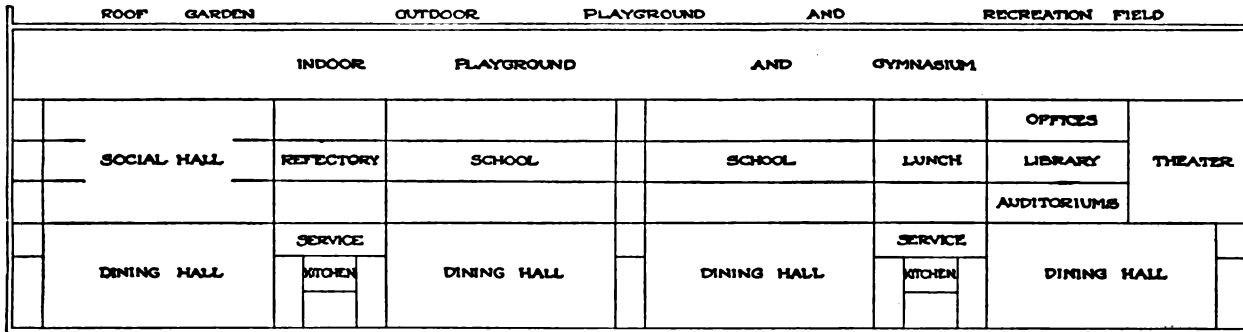 ROOF GARDEN OUTDOOR PLAYGROUND AND RECREATION FIELD
INDOOR PLAYGROUND AND GYMNASIUM
OFFICES
SOCIAL HALL REFECTORY SCHOOL SCHOOL LUNCH LIBRARY THEATER
AUDITORIUMS
SERVICE SERVICE
DINING HALL KITCHEN DINING HALL DINING HALL KITCHEN DINING HALL